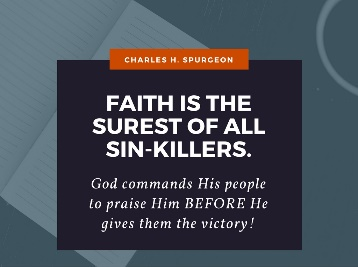 CHARLES H. SPURGEON
FAITH IS THE
SUREST OF ALL
SIN-KILLERS.
God commands His people
to praise Him BEFORE He
gives them the victory!